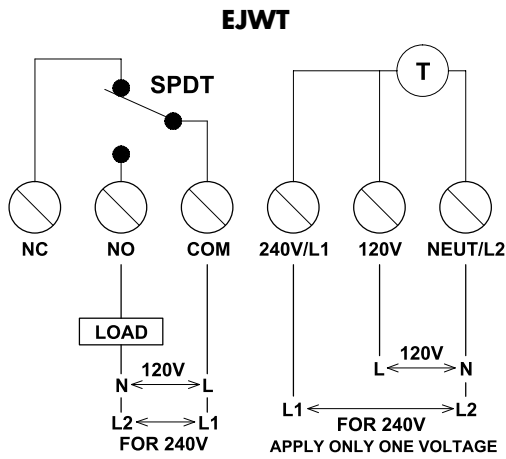 EJWT
SPDT
T
NC NO COM 240V/L1 120V NEUT/L2
LOAD
120V
N L
L2 L1
FOR 240V
120V
L N
L1 L2
FOR 240V
APPLY ONLY ONE VOLTAGE